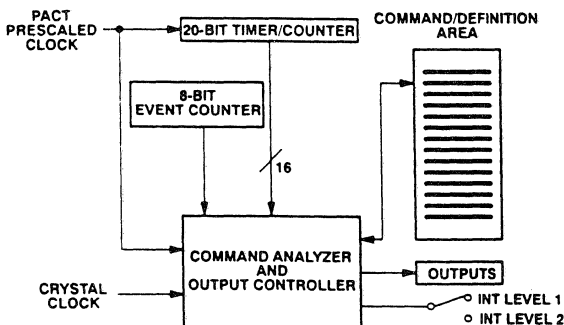 PACT
PRESCALED
CLOCK
20-BIT TIMER/COUNTER
COMMAND/DEFINITION
AREA
8-BIT
EVENT COUNTER
16
COMMAND ANALYZER
AND
OUTPUT CONTROLLER
CRYSTAL
CLOCK
OUTPUTS
INT LEVEL 1
INT LEVEL 2